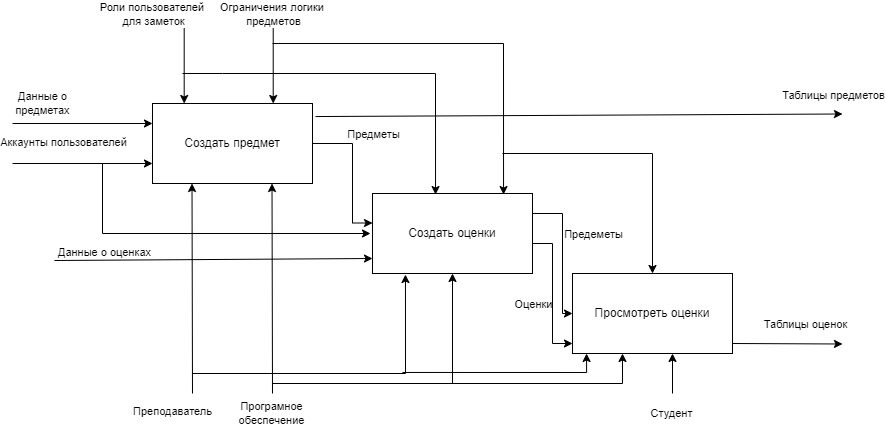 Роли пользователей
для заметок
Ограничения логики
предметов
Данные о
предметах
Таблицы предметов
Аккаунты пользователей
Создать предмет
Предметы
Создать оценки
Предеметы
Данные о оценках
Оценки
Просмотреть оценки
Таблицы оценок
Преподаватель
Програмное
обеспечение
Студент